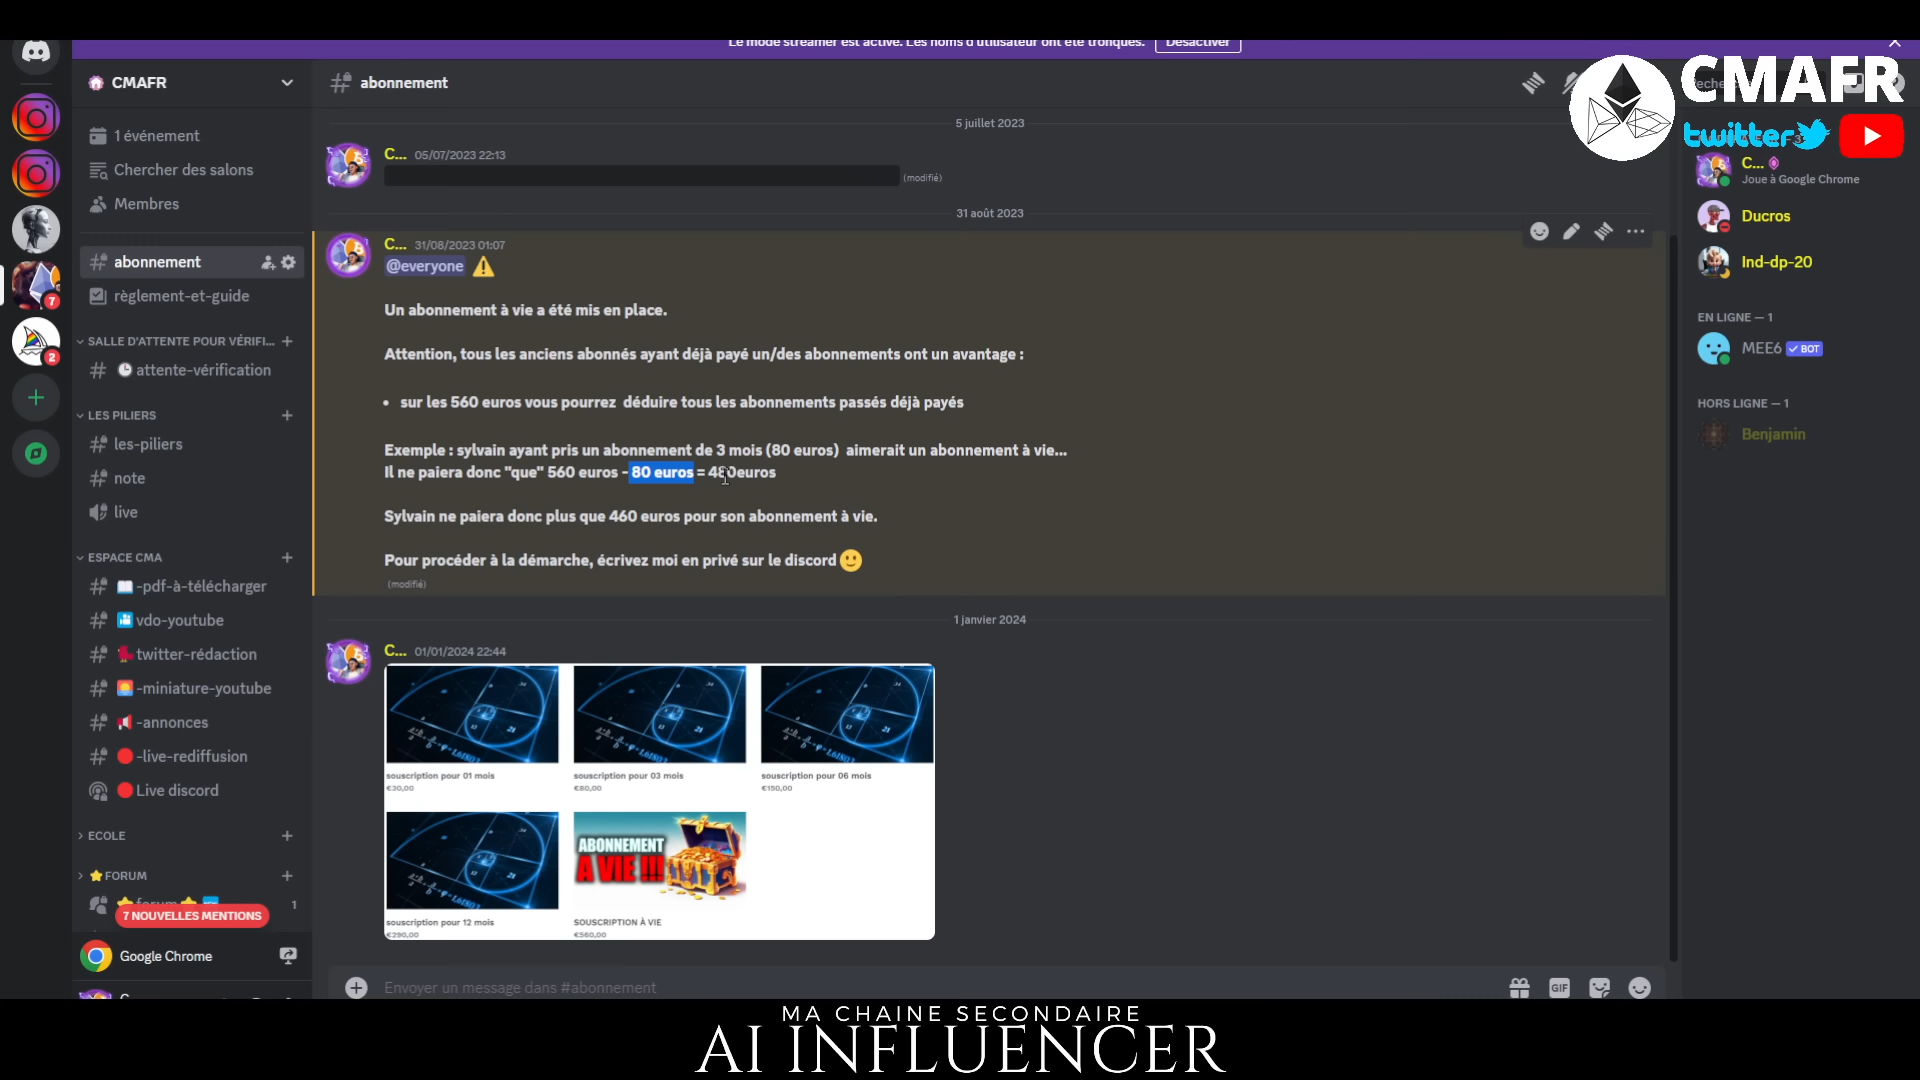 Le mode streamer est activé. Les noms d'utilisateur ont été tronqués. Désactiver
CMAFR
1 événement
Chercher des salons
Membres
abonnement
règlement-et-guide
SALLE D'ATTENTE POUR VÉRIFI...
attente-vérification
LES PILIERS
les-piliers
note
live
ESPACE CMA
-pdf-à-télécharger
vdo-youtube
twitter-rédaction
-miniature-youtube
-annonces
-live-rediffusion
Live discord
ECOLE
FORUM
1
7 NOUVELLES MENTIONS
Google Chrome
7
2
abonnement
5 juillet 2023
C... 05/07/2023 22:13
(modifié)
31 août 2023
C... 31/08/2023 01:07
@everyone
Un abonnement à vie a été mis en place.
Attention, tous les anciens abonnés ayant déjà payé un/des abonnements ont un avantage :
• sur les 560 euros vous pourrez déduire tous les abonnements passés déjà payés
Exemple : sylvain ayant pris un abonnement de 3 mois (80 euros) aimerait un abonnement à vie...
Il ne paiera donc "que" 560 euros - 80 euros = 480euros
Sylvain ne paiera donc plus que 460 euros pour son abonnement à vie.
Pour procéder à la démarche, écrivez moi en privé sur le discord
(modifié)
1 janvier 2024
C... 01/01/2024 22:44
souscription pour 01 mois
€30,00
souscription pour 03 mois
€80,00
souscription pour 06 mois
€150,00
ABONNEMENT
A VIE !!!
souscription pour 12 mois
€290,00
SOUSCRIPTION À VIE
€560,00
Envoyer un message dans #abonnement
GIF
CMAFR
twitter
C...
Joue à Google Chrome
Ducros
Ind-dp-20
EN LIGNE — 1
MEE6 BOT
HORS LIGNE — 1
Benjamin
MA CHAINE SECONDAIRE
AI INFLUENCER